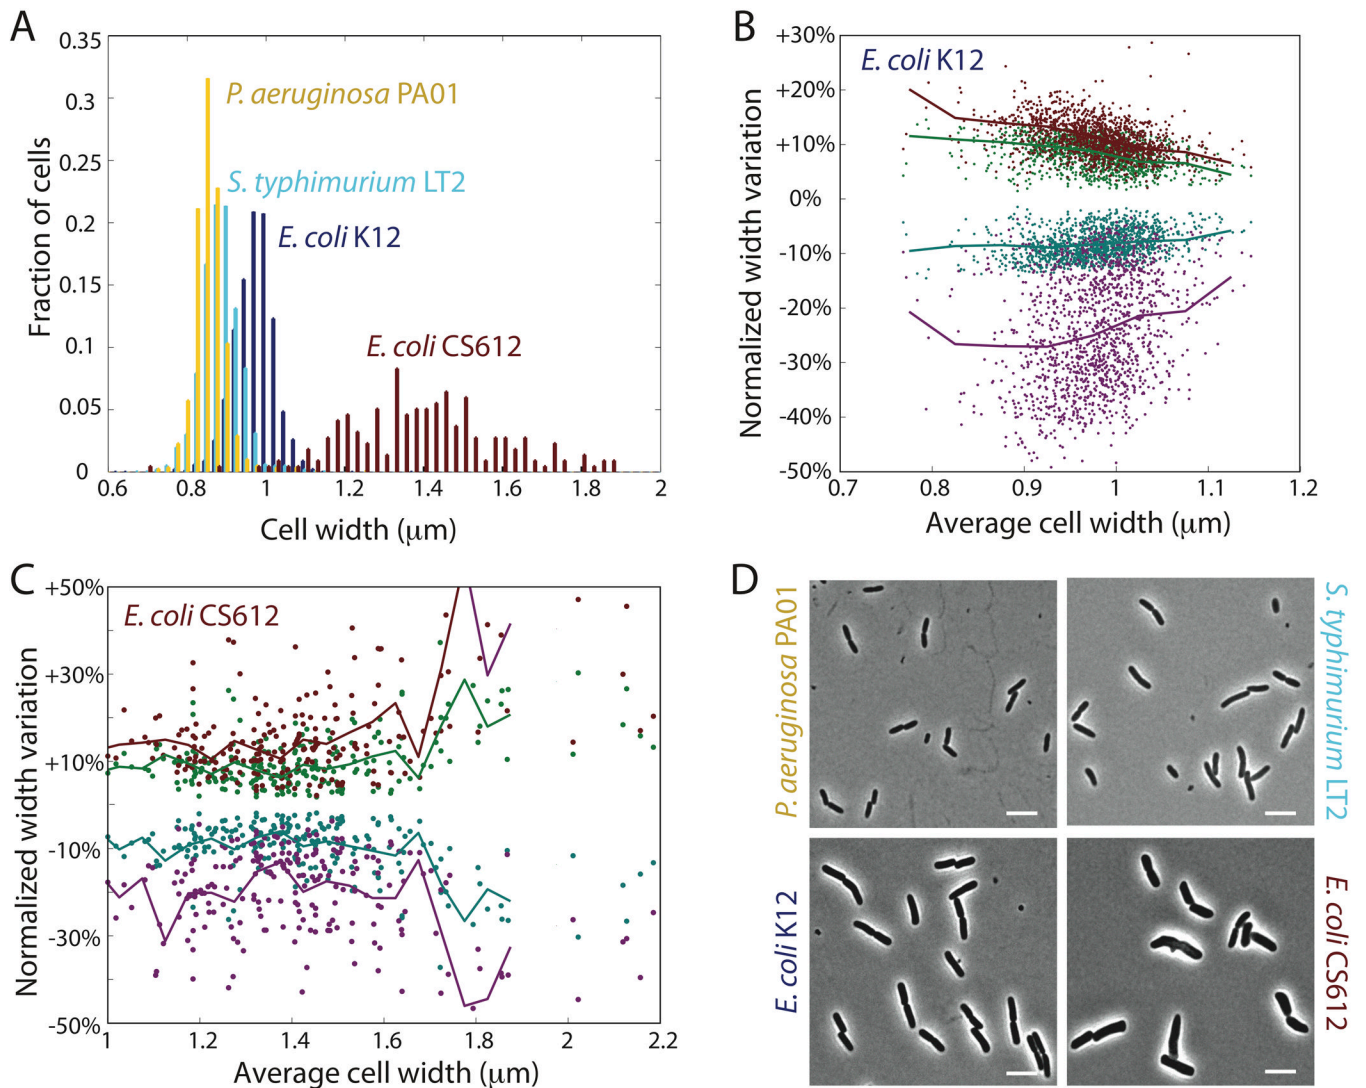 A
0.35
0.3
0.25
0.2
0.15
0.1
0.05
0
Fraction of cells
P. aeruginosa PA01
S. typhimurium LT2
E. coli K12
E. coli CS612
0.6
0.8
1
1.2
1.4
1.6
1.8
2
Cell width (μm)
B
+30%
+20%
+10%
0%
-10%
-20%
-30%
-40%
-50%
Normalized width variation
E. coli K12
0.7
0.8
0.9
1
1.1
1.2
Average cell width (μm)
C
+50%
+30%
+10%
-10%
-30%
-50%
Normalized width variation
E. coli CS612
1
1.2
1.4
1.6
1.8
2
2.2
Average cell width (μm)
D
P. aeruginosa PA01
S. typhimurium LT2
E. coli K12
E. coli CS612